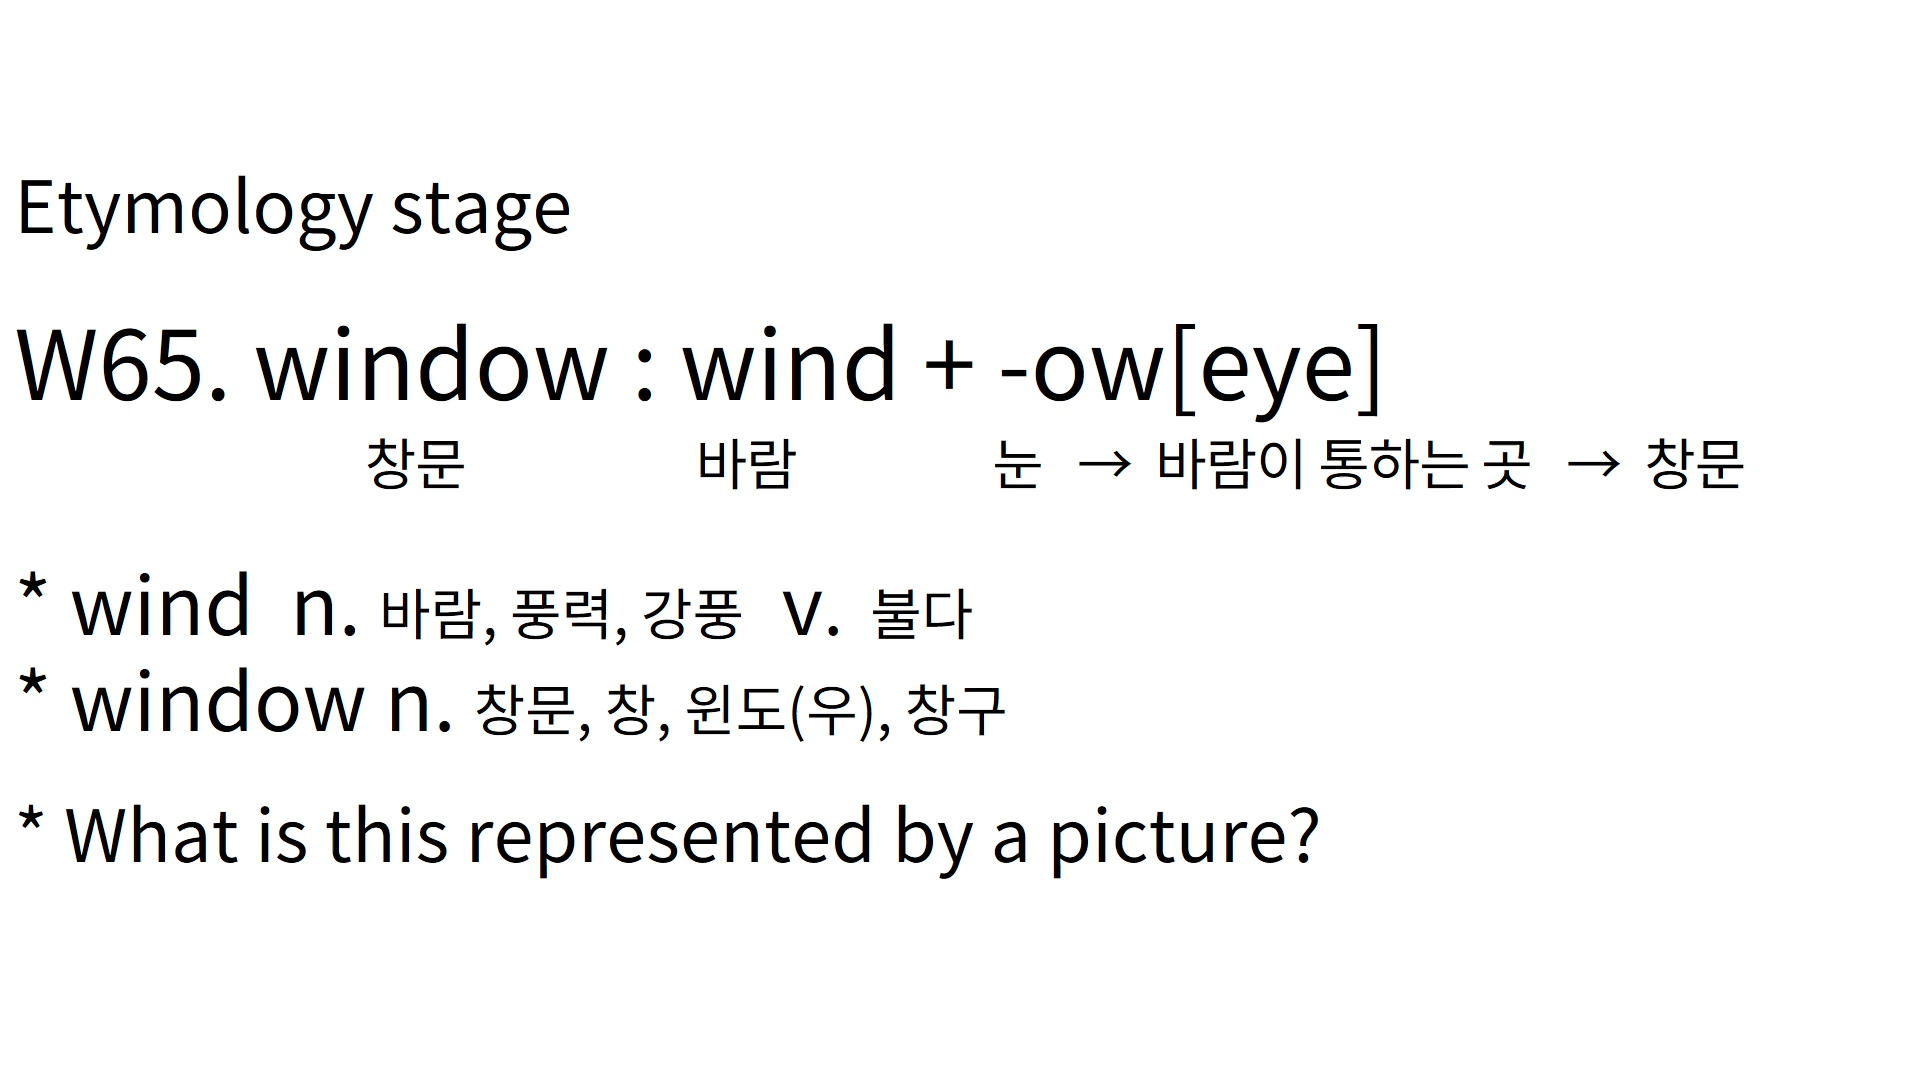 Etymology stage
W65. window : wind + -ow[eye]
창문 바람 눈 → 바람이 통하는 곳 → 창문
* wind n. 바람, 풍력, 강풍 v. 불다
* window n. 창문, 창, 윈도(우), 창구
* What is this represented by a picture?